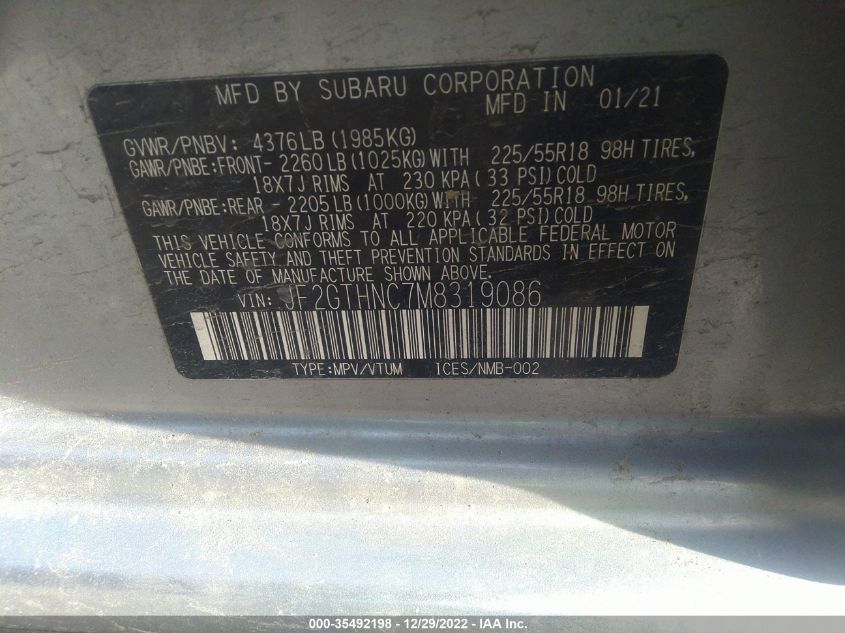 MFD BY SUBARU CORPORATION
MFD IN 01/21
GVWR/PNBV: 4376LB(1985KG)
GAWR/PNBE:FRONT- 2260LB(1025KG)WITH 225/55R18 98H TIRES,
18X7J RIMS AT 230 KPA( 33 PSI)COLD
GAWR/PNBE:REAR - 2205LB(1000KG)WITH 225/55R18 98H TIRES,
18X7J RIMS AT 220 KPA( 32 PSI)COLD
THIS VEHICLE CONFORMS TO ALL APPLICABLE FEDERAL MOTOR
VEHICLE SAFETY AND THEFT PREVENTION STANDARDS IN EFFECT ON
THE DATE OF MANUFACTURE SHOWN ABOVE.
VIN: JF2GTHNC7M8319086
TYPE:MPV/VTUM ICES/NMB-002
000-35492198 - 12/29/2022 - IAA Inc.